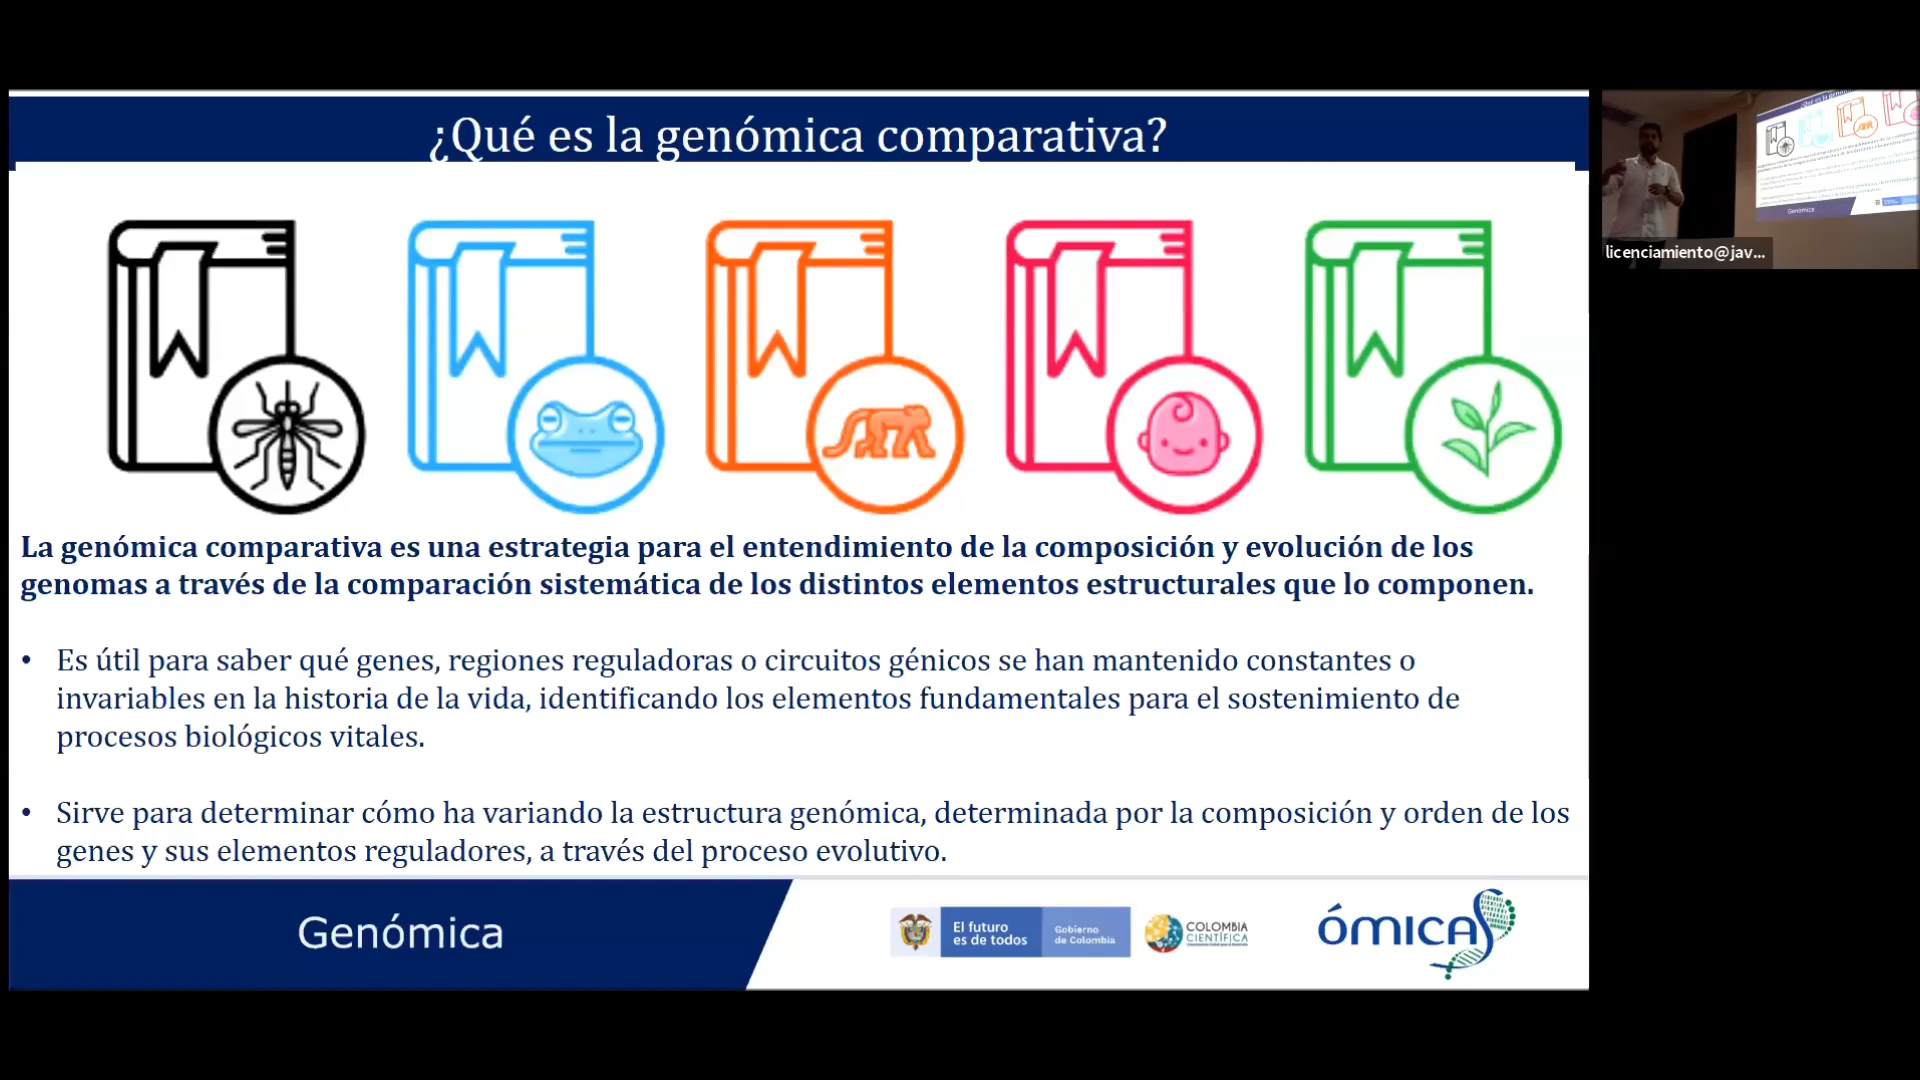 ¿Qué es la genómica comparativa?
La genómica comparativa es una estrategia para el entendimiento de la composición y evolución de los
genomas a través de la comparación sistemática de los distintos elementos estructurales que lo componen.
• Es útil para saber qué genes, regiones reguladoras o circuitos génicos se han mantenido constantes o
invariables en la historia de la vida, identificando los elementos fundamentales para el sostenimiento de
procesos biológicos vitales.
• Sirve para determinar cómo ha variando la estructura genómica, determinada por la composición y orden de los
genes y sus elementos reguladores, a través del proceso evolutivo.
Genómica
El futuro
es de todos
Gobierno
de Colombia
COLOMBIA
CIENTÍFICA
ÓMICAS
licenciamiento@jav...
Genómica